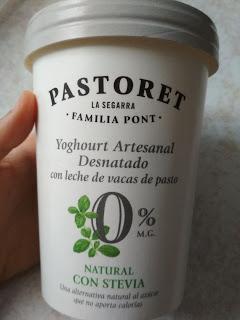 PASTORET
LA SEGARRA
· FAMILIA PONT ·
Yoghourt Artesanal
Desnatado
con leche de vacas de pasto
0%
M.G.
NATURAL
CON STEVIA
Una alternativa natural al azúcar
que no aporta calorías